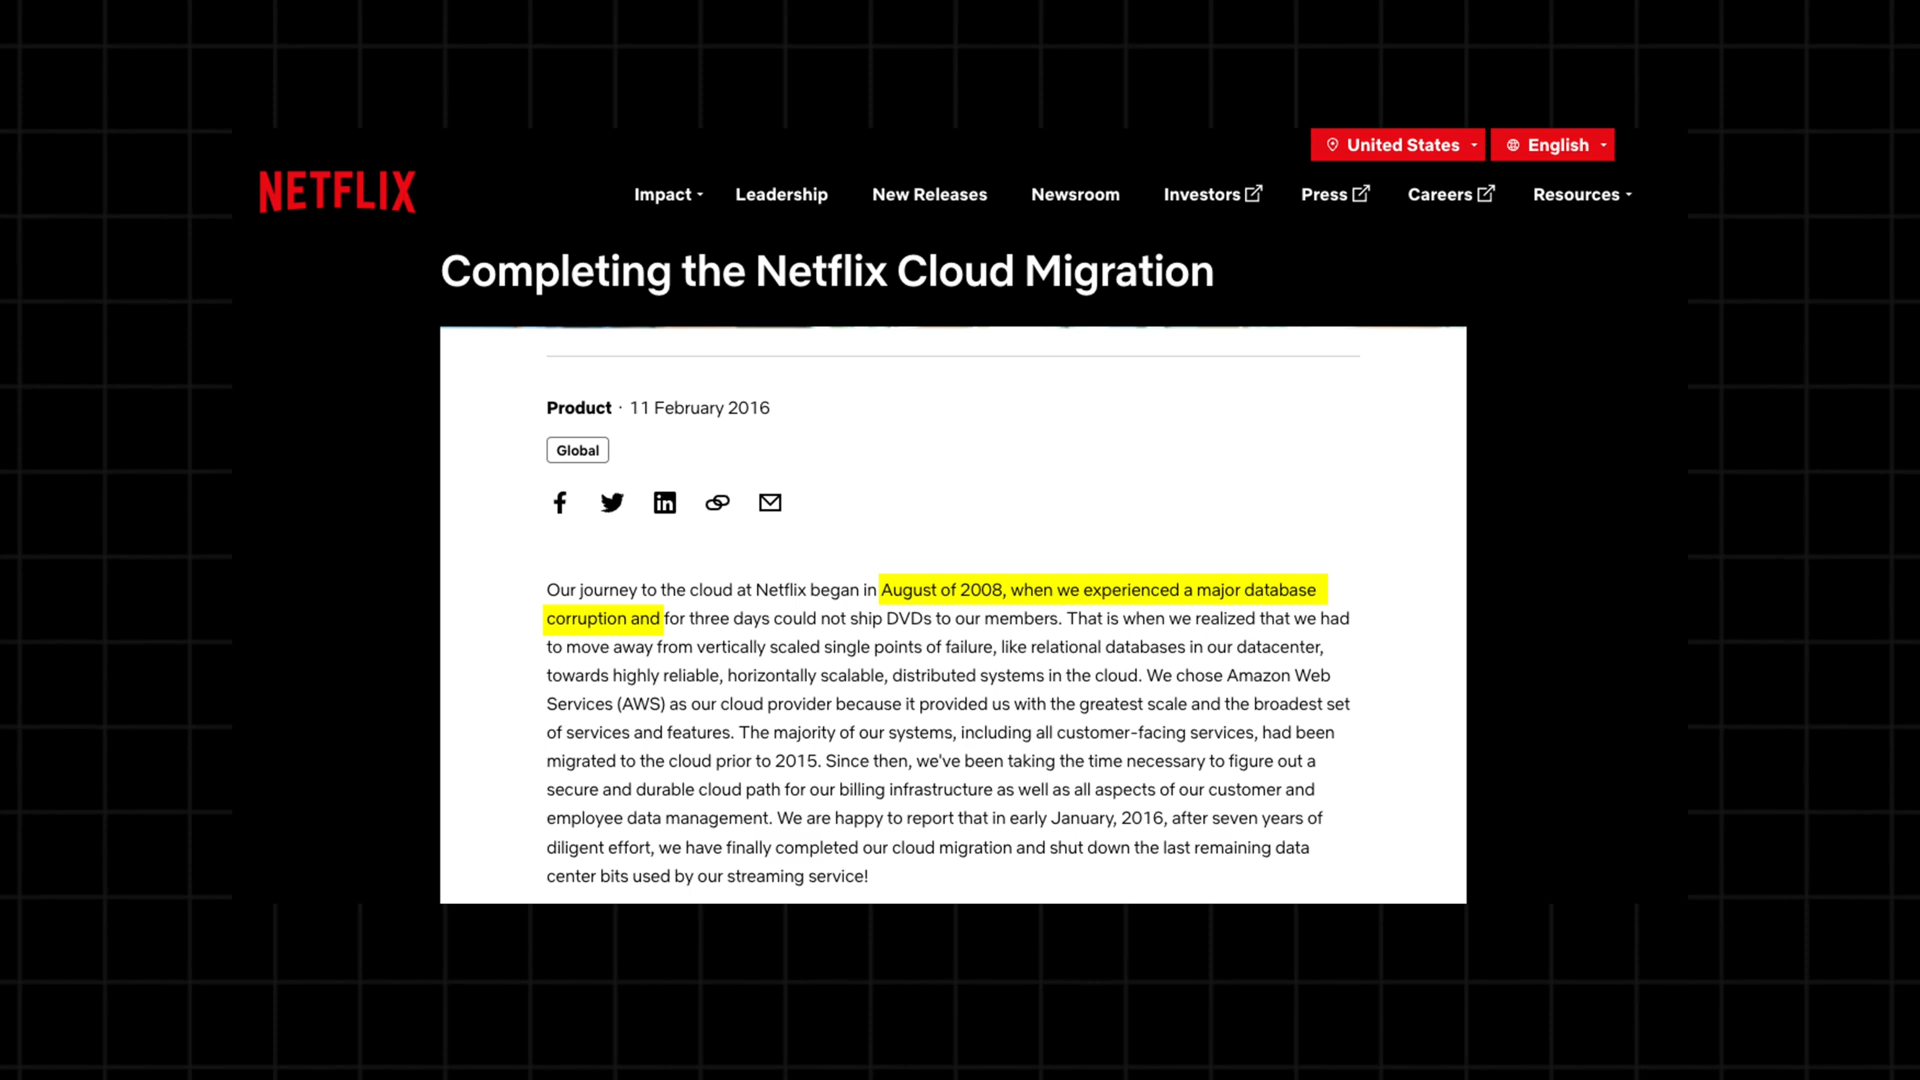 United States English
NETFLIX
Impact Leadership New Releases Newsroom Investors Press Careers Resources
Completing the Netflix Cloud Migration
Product · 11 February 2016
Global
Our journey to the cloud at Netflix began in August of 2008, when we experienced a major database
corruption and for three days could not ship DVDs to our members. That is when we realized that we had
to move away from vertically scaled single points of failure, like relational databases in our datacenter,
towards highly reliable, horizontally scalable, distributed systems in the cloud. We chose Amazon Web
Services (AWS) as our cloud provider because it provided us with the greatest scale and the broadest set
of services and features. The majority of our systems, including all customer-facing services, had been
migrated to the cloud prior to 2015. Since then, we've been taking the time necessary to figure out a
secure and durable cloud path for our billing infrastructure as well as all aspects of our customer and
employee data management. We are happy to report that in early January, 2016, after seven years of
diligent effort, we have finally completed our cloud migration and shut down the last remaining data
center bits used by our streaming service!